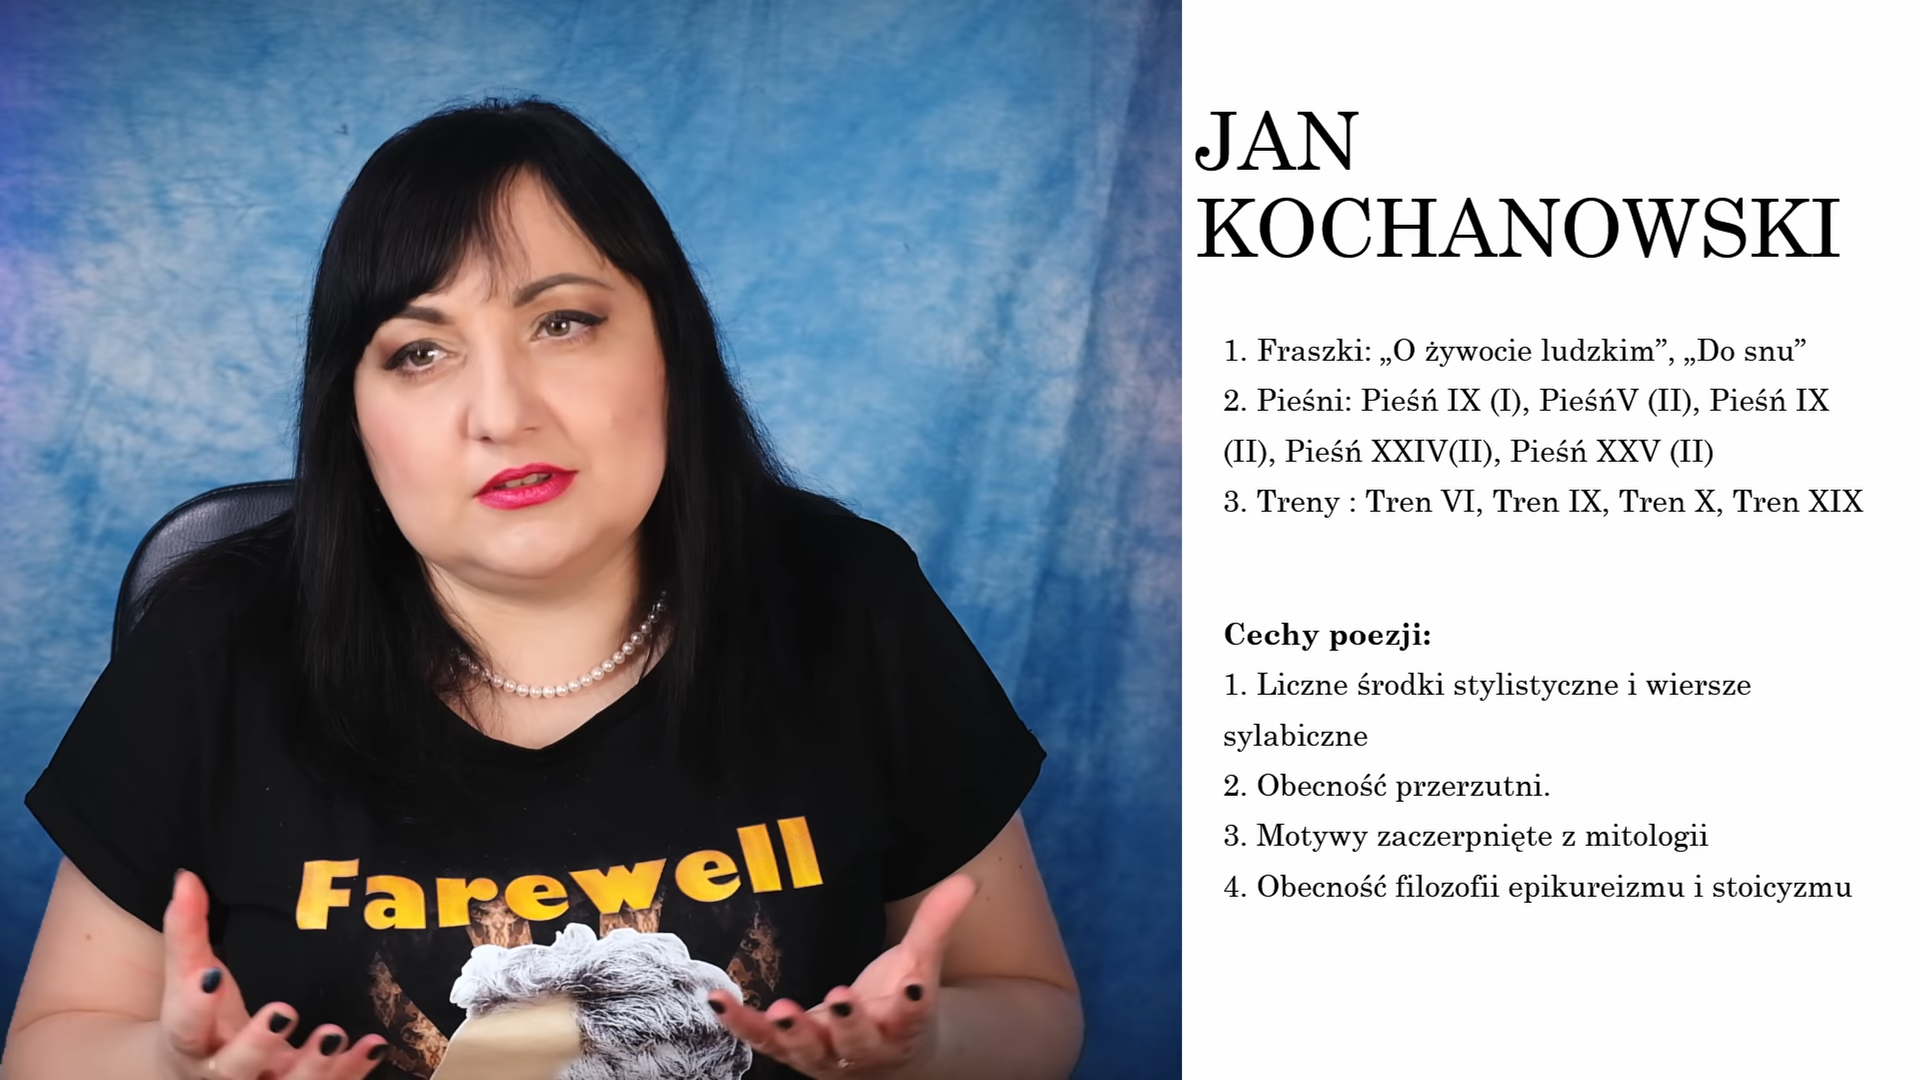 JAN
KOCHANOWSKI
1. Fraszki: „O żywocie ludzkim”, „Do snu”
2. Pieśni: Pieśń IX (I), PieśńV (II), Pieśń IX
(II), Pieśń XXIV(II), Pieśń XXV (II)
3. Treny : Tren VI, Tren IX, Tren X, Tren XIX
Cechy poezji:
1. Liczne środki stylistyczne i wiersze
sylabiczne
2. Obecność przerzutni.
3. Motywy zaczerpnięte z mitologii
4. Obecność filozofii epikureizmu i stoicyzmu
Farewell